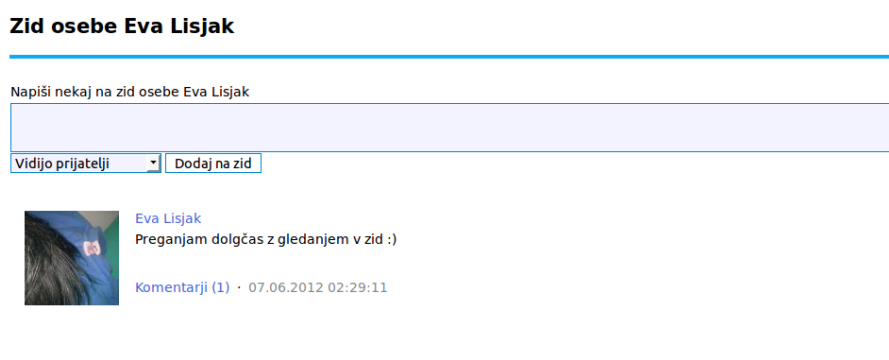 Zid osebe Eva Lisjak
Napiši nekaj na zid osebe Eva Lisjak
Vidijo prijatelji Dodaj na zid
Eva Lisjak
Preganjam dolgčas z gledanjem v zid :)
Komentarji (1) · 07.06.2012 02:29:11